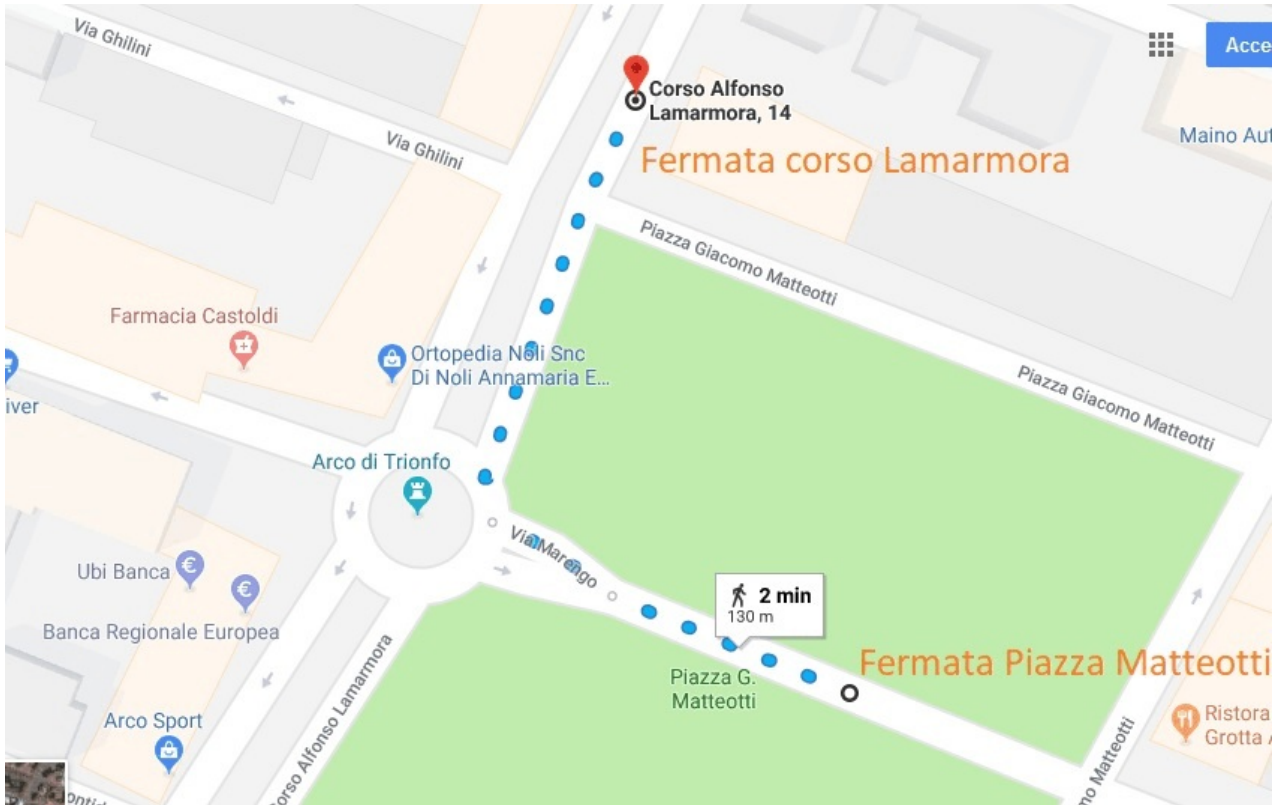 Via Ghilini
Acce
Corso Alfonso
Lamarmora, 14
Maino Aut
Via Ghilini
Fermata corso Lamarmora
Piazza Giacomo Matteotti
Farmacia Castoldi
Ortopedia Noli Snc
Di Noli Annamaria E...
Piazza Giacomo Matteotti
iver
Arco di Trionfo
Via Marengo
Ubi Banca
2 min
130 m
Banca Regionale Europea
Fermata Piazza Matteotti
Piazza G.
Matteotti
Corso Alfonso Lamarmora
Arco Sport
Ristora
Grotta A
mo Matteotti